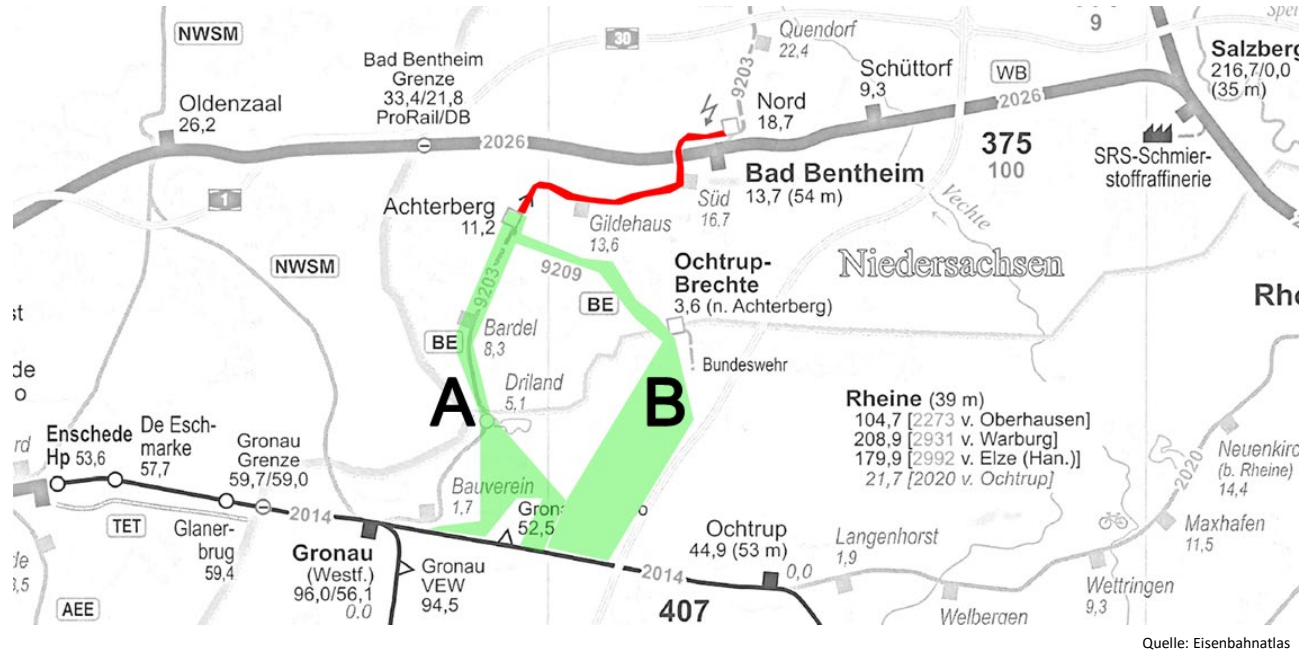 NWSM
Oldenzaal
26,2
Bad Bentheim
Grenze
33,4/21,8
ProRail/DB
30
Quendorf
22,4
9203
Nord
18,7
Schüttorf
9,3
WB
2026
9
Salzberg
216,7/0,0
(35 m)
SRS-Schmier-
stoffraffinerie
375
100
2026
Bad Bentheim
13,7 (54 m)
Süd
16,7
Gildehaus
13,6
Achterberg
11,2
1
NWSM
9203
9209
BE
Ochtrup-
Brechte
3,6 (n. Achterberg)
Bundeswehr
Vechte
Niedersachsen
BE
Bardel
8,3
Driland
5,1
A
B
Enschede
Hp 53,6
De Esch-
marke
57,7
Gronau
Grenze
59,7/59,0
TET
Glaner-
brug
59,4
AEE
2014
Gronau
(Westf.)
96,0/56,1
0.0
Bauverein
1,7
52,5
Gronau
VEW
94,5
2014
407
Ochtrup
44,9 (53 m)
0,0
Langenhorst
1,9
Welbergen
Wettringen
9,3
Maxhafen
11,5
2020
Neuenkirc
(b. Rheine)
14,4
Rheine (39 m)
104,7 [2273 v. Oberhausen]
208,9 [2931 v. Warburg]
179,9 [2992 v. Elze (Han.)]
21,7 [2020 v. Ochtrup]
Quelle: Eisenbahnatlas